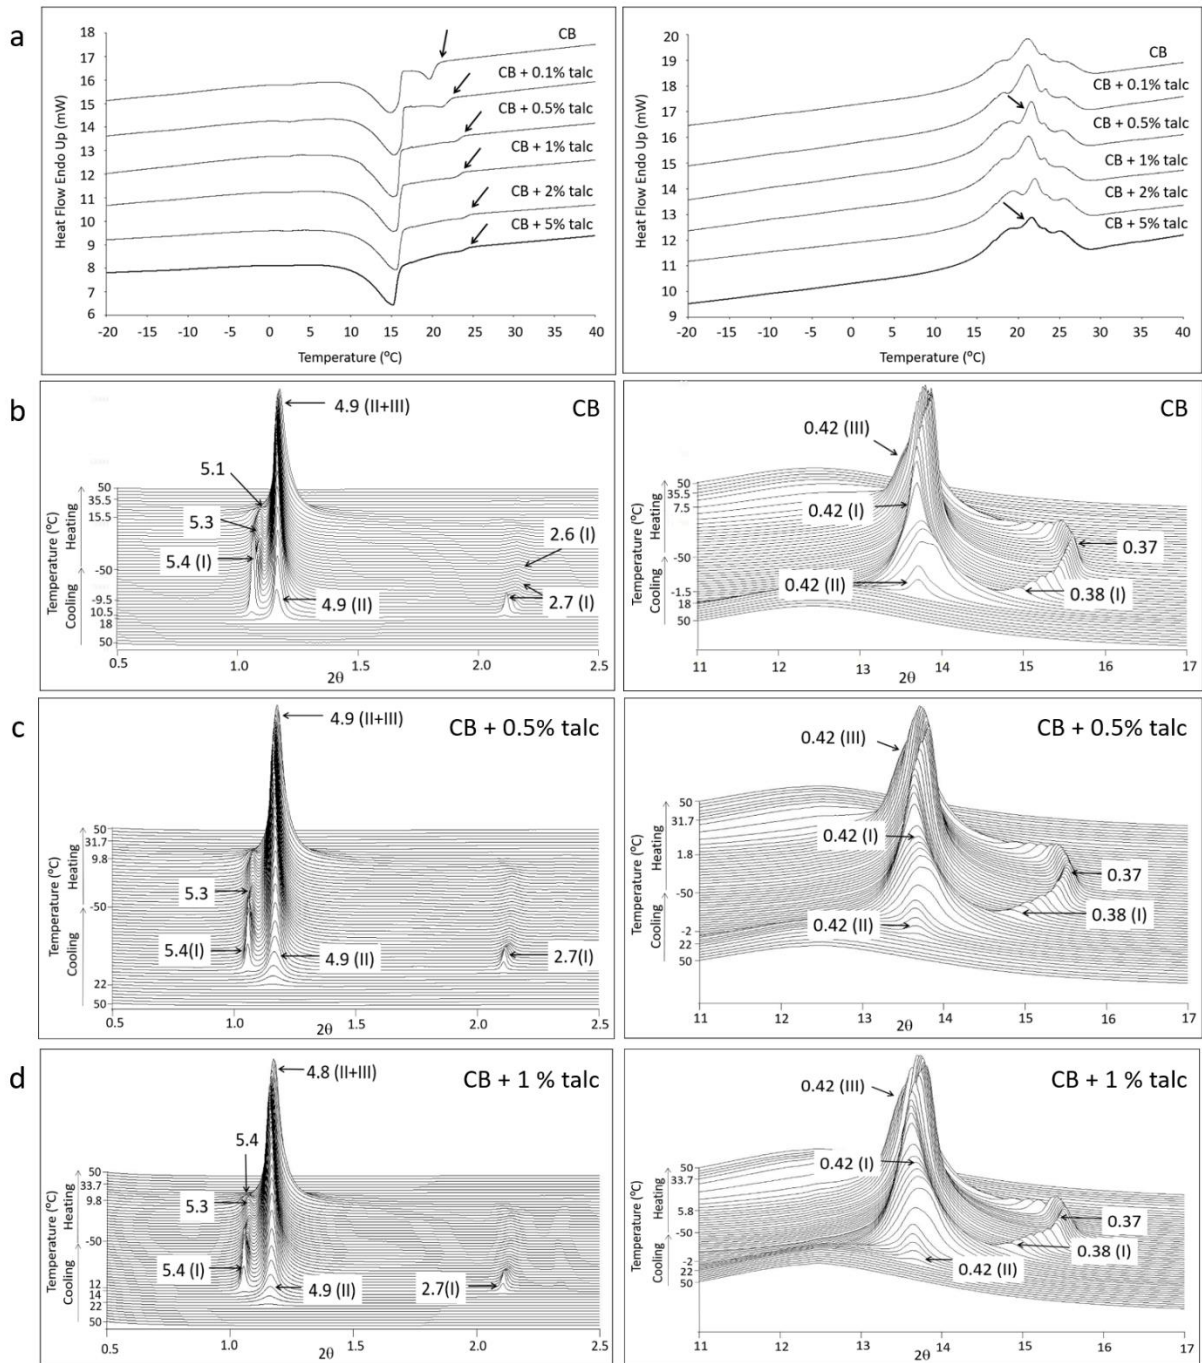 a
Heat Flow Endo Up (mW)
18
17
16
15
14
13
12
11
10
9
8
7
6
CB
CB + 0.1% talc
CB + 0.5% talc
CB + 1% talc
CB + 2% talc
CB + 5% talc
-20 -15 -10 -5 0 5 10 15 20 25 30 35 40
Temperature (°C)
Heat Flow Endo Up (mW)
20
19
18
17
16
15
14
13
12
11
10
9
CB
CB + 0.1% talc
CB + 0.5% talc
CB + 1% talc
CB + 2% talc
CB + 5% talc
-20 -15 -10 -5 0 5 10 15 20 25 30 35 40
Temperature (°C)
b
CB
4.9 (II+III)
5.1
5.3
5.4 (I)
4.9 (II)
2.6 (I)
2.7 (I)
Temperature (°C)
Cooling Heating
50
35.5
15.5
-50
-9.5
10.5
18
50
0.5 1.0 1.5 2.0 2.5
2θ
CB
0.42 (III)
0.42 (I)
0.42 (II)
0.37
0.38 (I)
Temperature (°C)
Cooling Heating
50
35.5
7.5
-50
-1.5
18
50
11 12 13 14 15 16 17
2θ
c
CB + 0.5% talc
4.9 (II+III)
5.3
5.4(I)
4.9 (II)
2.7(I)
Temperature (°C)
Cooling Heating
50
31.7
9.8
-50
22
50
0.5 1.0 1.5 2.0 2.5
2θ
CB + 0.5% talc
0.42 (III)
0.42 (I)
0.42 (II)
0.37
0.38 (I)
Temperature (°C)
Cooling Heating
50
31.7
1.8
-50
-2
22
50
11 12 13 14 15 16 17
2θ
d
CB + 1 % talc
4.8 (II+III)
5.4
5.3
5.4 (I)
4.9 (II)
2.7(I)
Temperature (°C)
Cooling Heating
50
33.7
9.8
-50
12
14
22
50
0.5 1.0 1.5 2.0 2.5
2θ
CB + 1 % talc
0.42 (III)
0.42 (I)
0.37
0.38 (I)
0.42 (II)
Temperature (°C)
Cooling Heating
50
33.7
5.8
-50
-2
22
50
11 12 13 14 15 16 17
2θ